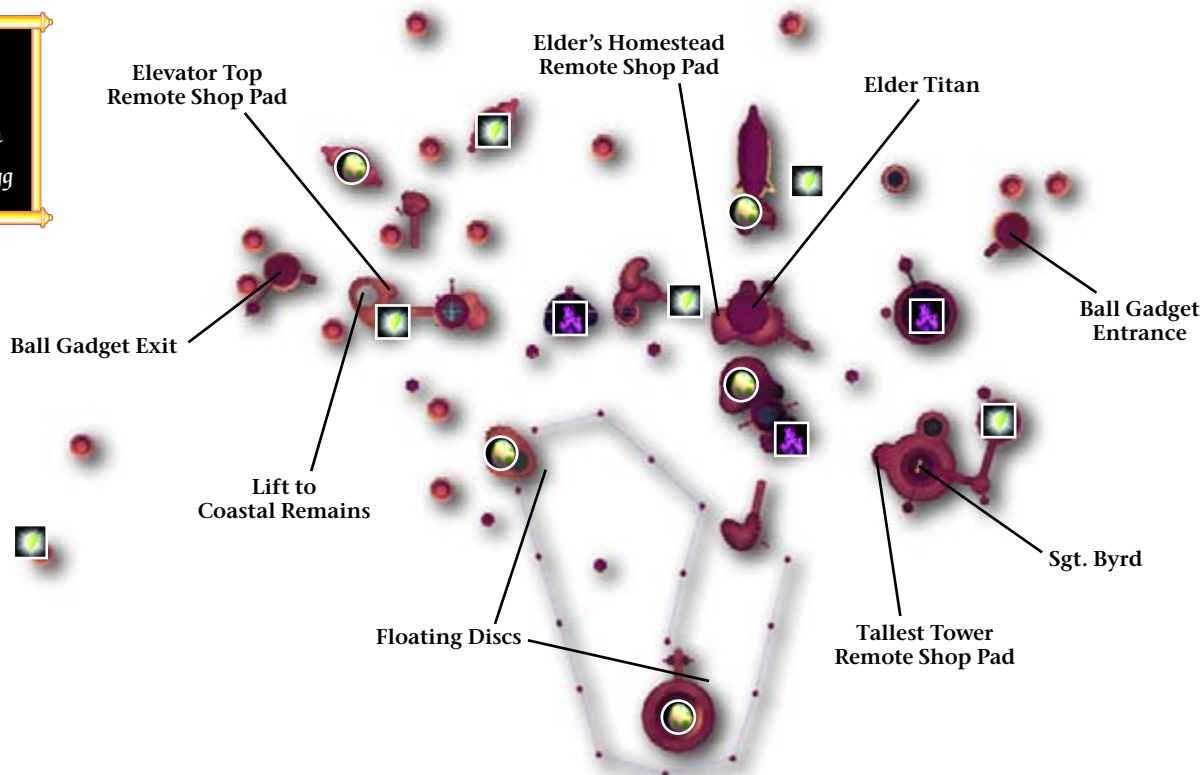 gg
Elevator Top
Remote Shop Pad
Elder's Homestead
Remote Shop Pad
Elder Titan
Ball Gadget Exit
Ball Gadget
Entrance
Lift to
Coastal Remains
Sgt. Byrd
Floating Discs
Tallest Tower
Remote Shop Pad